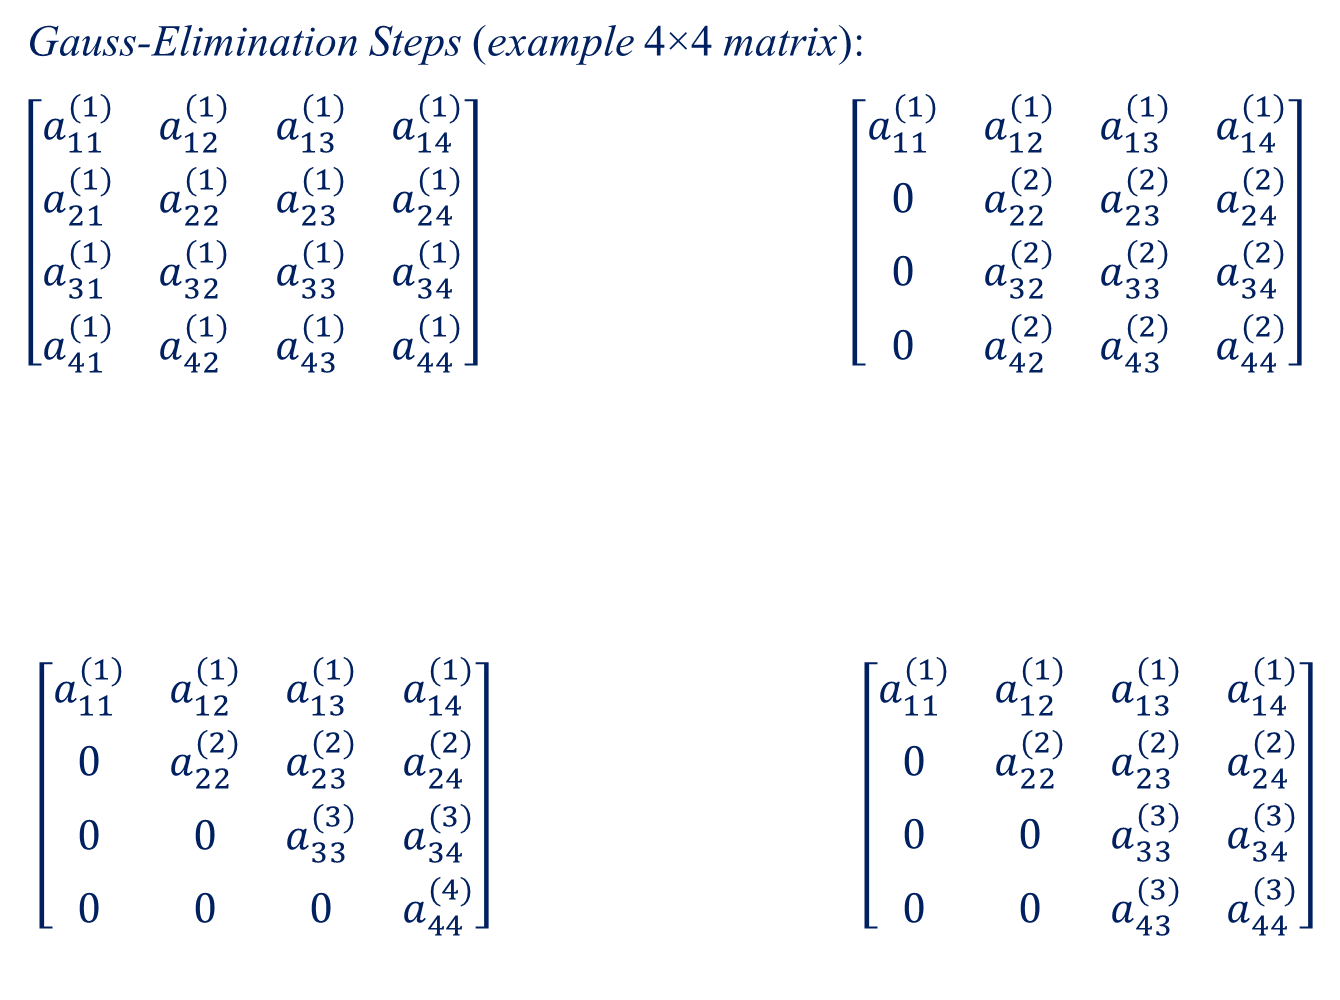 Gauss-Elimination Steps (example 4×4 matrix):
[a₁₁⁽¹⁾ a₁₂⁽¹⁾ a₁₃⁽¹⁾ a₁₄⁽¹⁾
a₂₁⁽¹⁾ a₂₂⁽¹⁾ a₂₃⁽¹⁾ a₂₄⁽¹⁾
a₃₁⁽¹⁾ a₃₂⁽¹⁾ a₃₃⁽¹⁾ a₃₄⁽¹⁾
a₄₁⁽¹⁾ a₄₂⁽¹⁾ a₄₃⁽¹⁾ a₄₄⁽¹⁾]
[a₁₁⁽¹⁾ a₁₂⁽¹⁾ a₁₃⁽¹⁾ a₁₄⁽¹⁾
0 a₂₂⁽²⁾ a₂₃⁽²⁾ a₂₄⁽²⁾
0 a₃₂⁽²⁾ a₃₃⁽²⁾ a₃₄⁽²⁾
0 a₄₂⁽²⁾ a₄₃⁽²⁾ a₄₄⁽²⁾]
[a₁₁⁽¹⁾ a₁₂⁽¹⁾ a₁₃⁽¹⁾ a₁₄⁽¹⁾
0 a₂₂⁽²⁾ a₂₃⁽²⁾ a₂₄⁽²⁾
0 0 a₃₃⁽³⁾ a₃₄⁽³⁾
0 0 0 a₄₄⁽⁴⁾]
[a₁₁⁽¹⁾ a₁₂⁽¹⁾ a₁₃⁽¹⁾ a₁₄⁽¹⁾
0 a₂₂⁽²⁾ a₂₃⁽²⁾ a₂₄⁽²⁾
0 0 a₃₃⁽³⁾ a₃₄⁽³⁾
0 0 a₄₃⁽³⁾ a₄₄⁽³⁾]